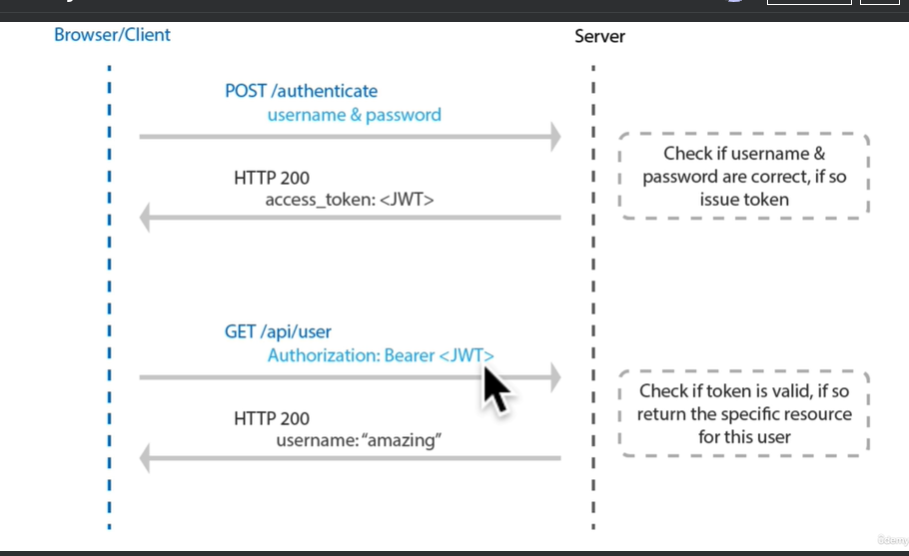 Browser/Client
Server
POST /authenticate
username & password
Check if username &
password are correct, if so
issue token
HTTP 200
access_token: <JWT>
GET /api/user
Authorization: Bearer <JWT>
Check if token is valid, if so
return the specific resource
for this user
HTTP 200
username: “amazing”
ûdemy